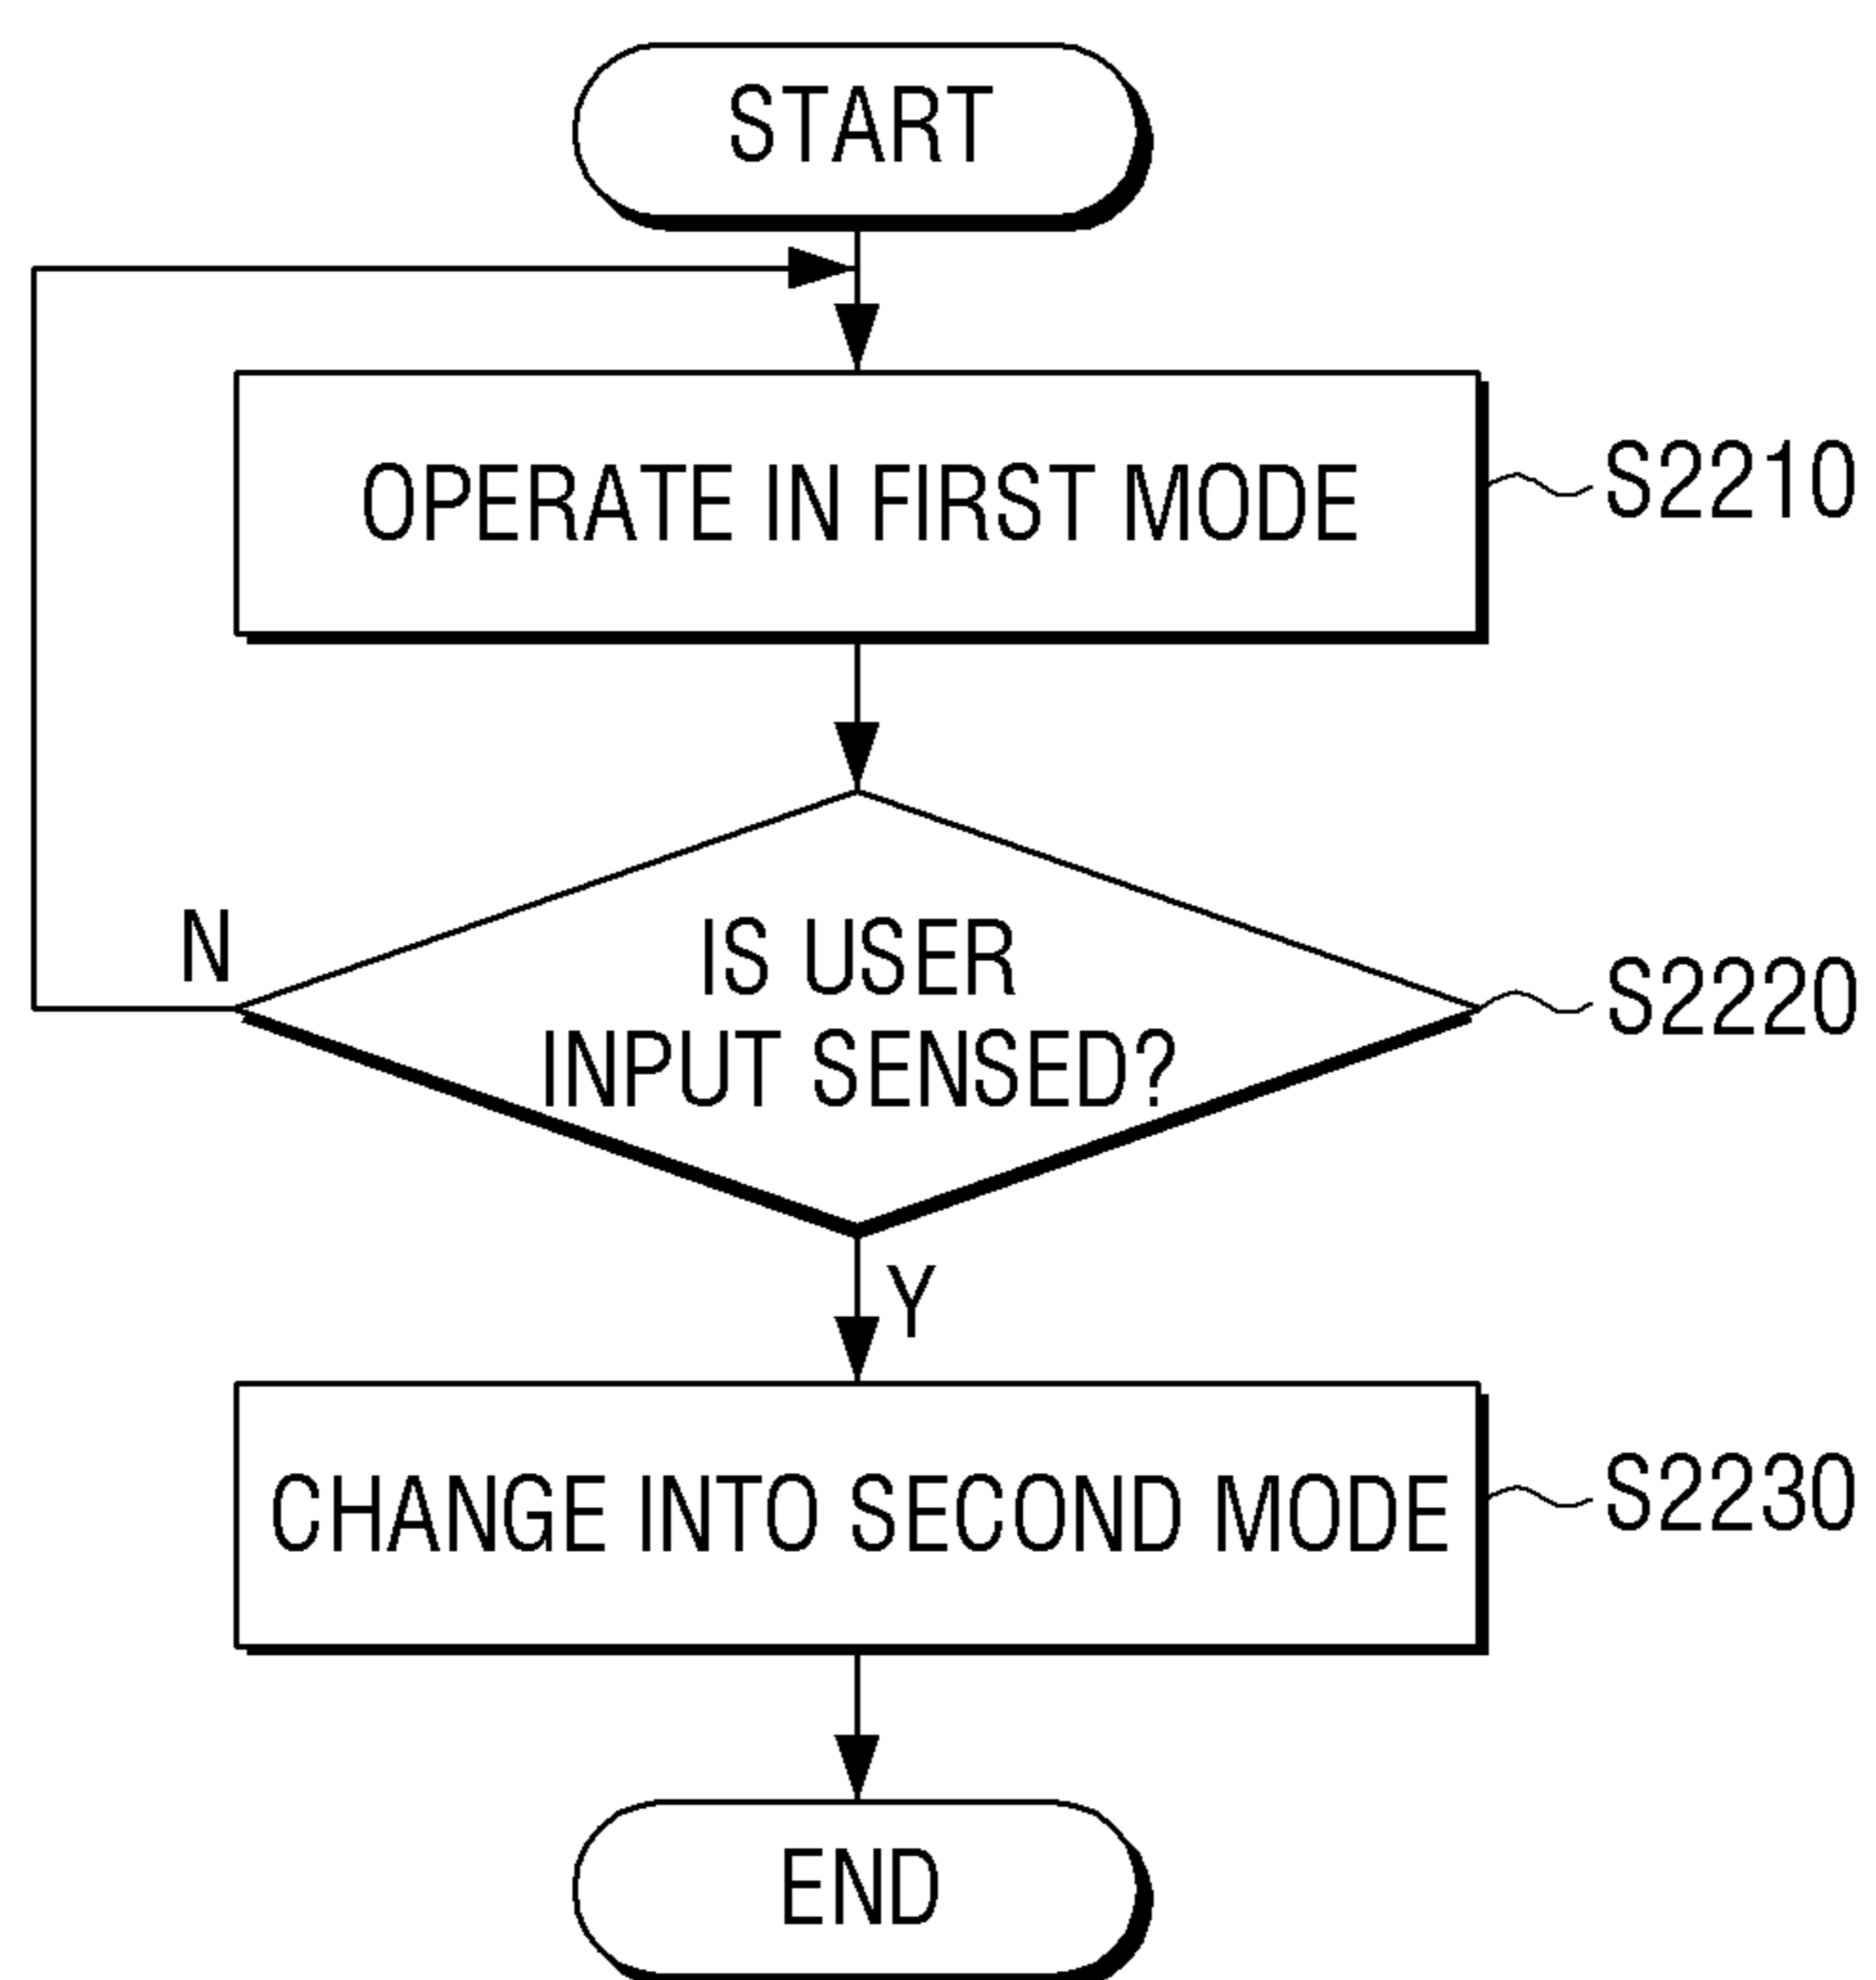 START
OPERATE IN FIRST MODE
S2210
IS USER
INPUT SENSED?
S2220
N
Y
CHANGE INTO SECOND MODE
S2230
END